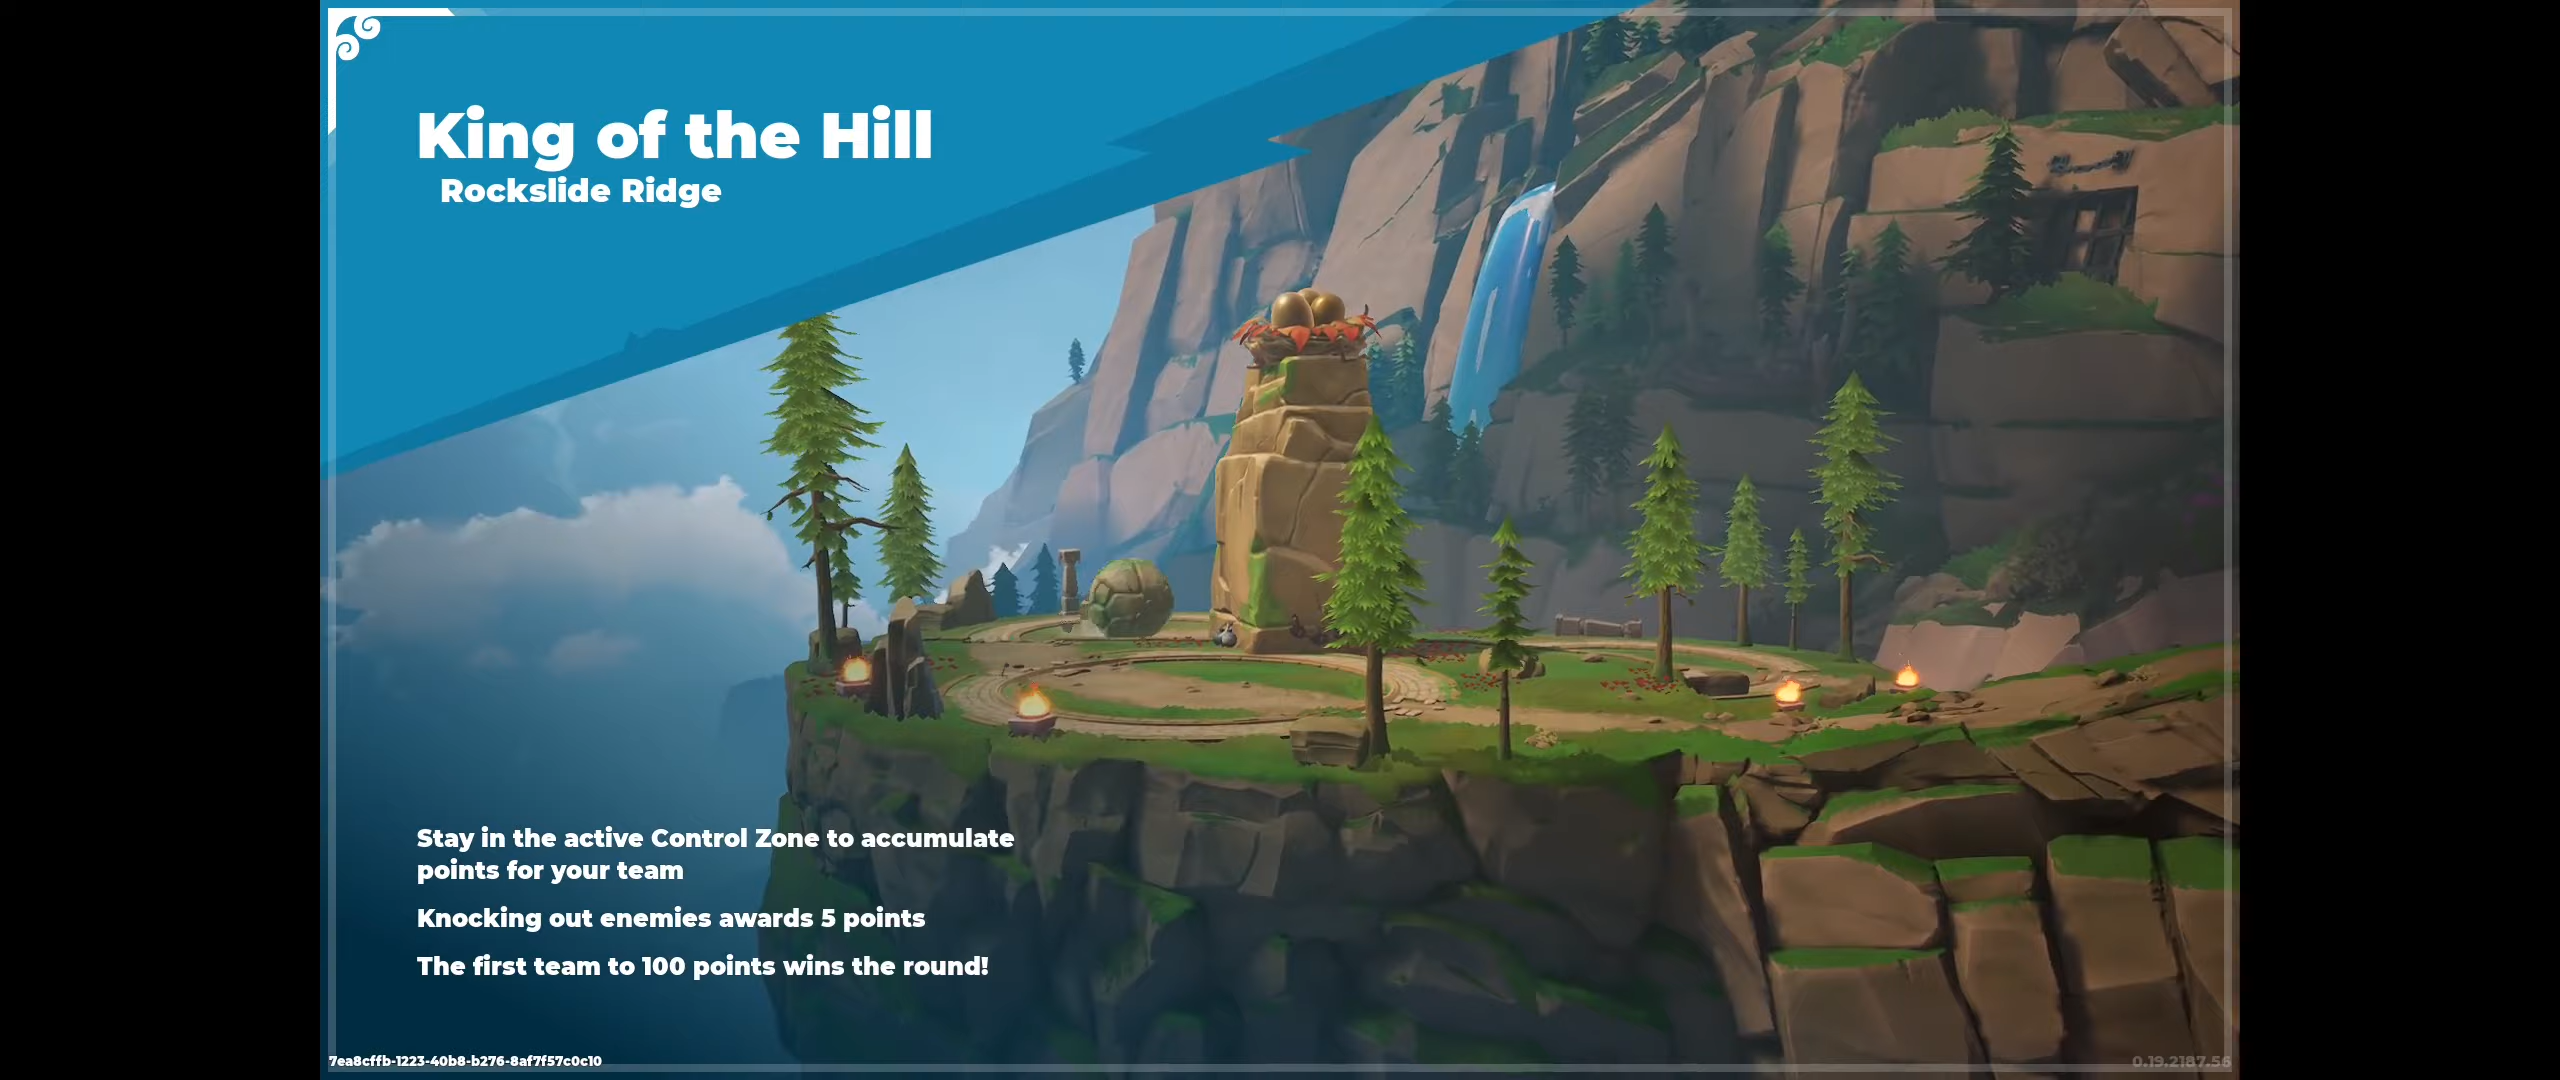 King of the Hill
Rockslide Ridge
Stay in the active Control Zone to accumulate
points for your team
Knocking out enemies awards 5 points
The first team to 100 points wins the round!
7ea8cffb-1223-40b8-b276-8af7f57c0c10
0.19.2187.56